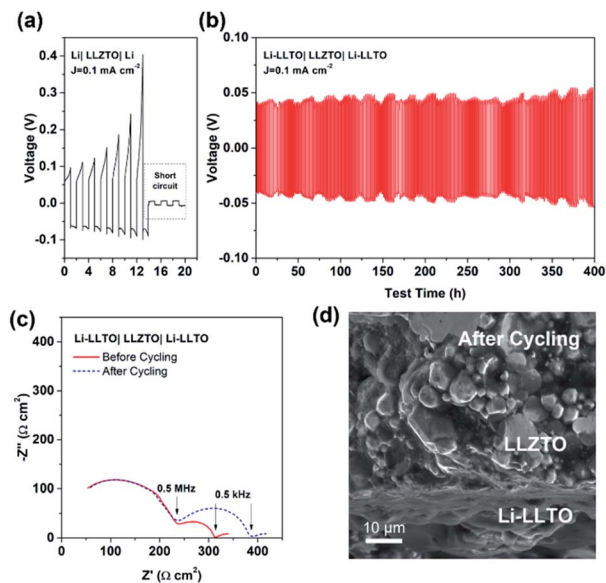 (a)
Li| LLZTO| Li
J=0.1 mA cm⁻²
Short
circuit
Voltage (V)
0.4
0.3
0.2
0.1
0.0
-0.1
0 4 8 12 16 20
(b)
Li-LLTO| LLZTO| Li-LLTO
J=0.1 mA cm⁻²
Voltage (V)
0.10
0.05
0.00
-0.05
-0.10
0 50 100 150 200 250 300 350 400
Test Time (h)
(c)
Li-LLTO| LLZTO| Li-LLTO
Before Cycling
After Cycling
0.5 MHz
0.5 kHz
-Z'' (Ω cm²)
400
300
200
100
0
0 100 200 300 400
Z' (Ω cm²)
(d)
After Cycling
LLZTO
Li-LLTO
10 µm